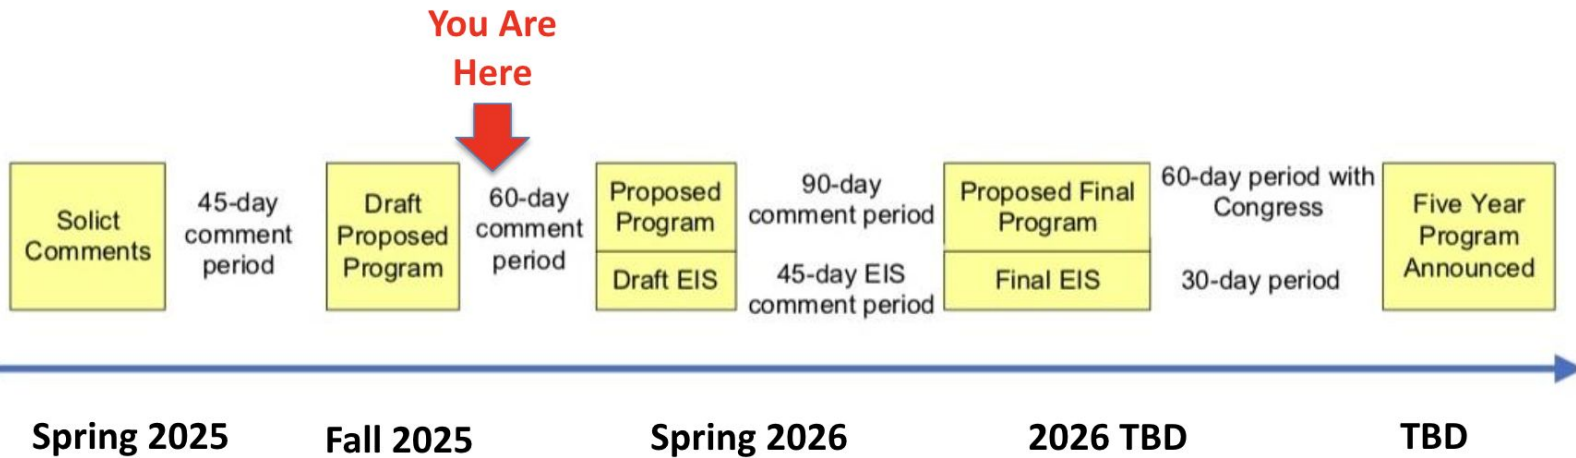 You Are
Here
Solict
Comments
45-day
comment
period
Draft
Proposed
Program
60-day
comment
period
Proposed
Program
Draft EIS
90-day
comment period
45-day EIS
comment period
Proposed Final
Program
Final EIS
60-day period with
Congress
30-day period
Five Year
Program
Announced
Spring 2025
Fall 2025
Spring 2026
2026 TBD
TBD